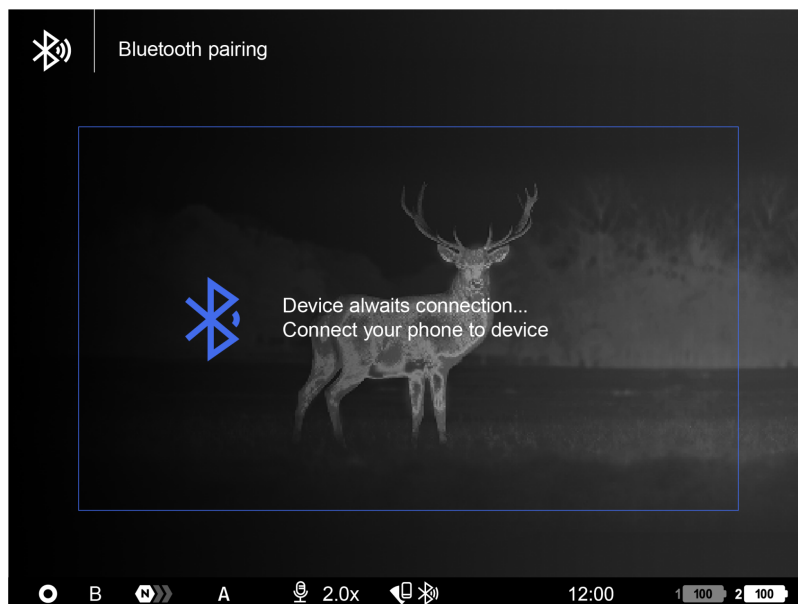 Bluetooth pairing
Device alwaits connection...
Connect your phone to device
B N A 2.0x 12:00 1 100 2 100